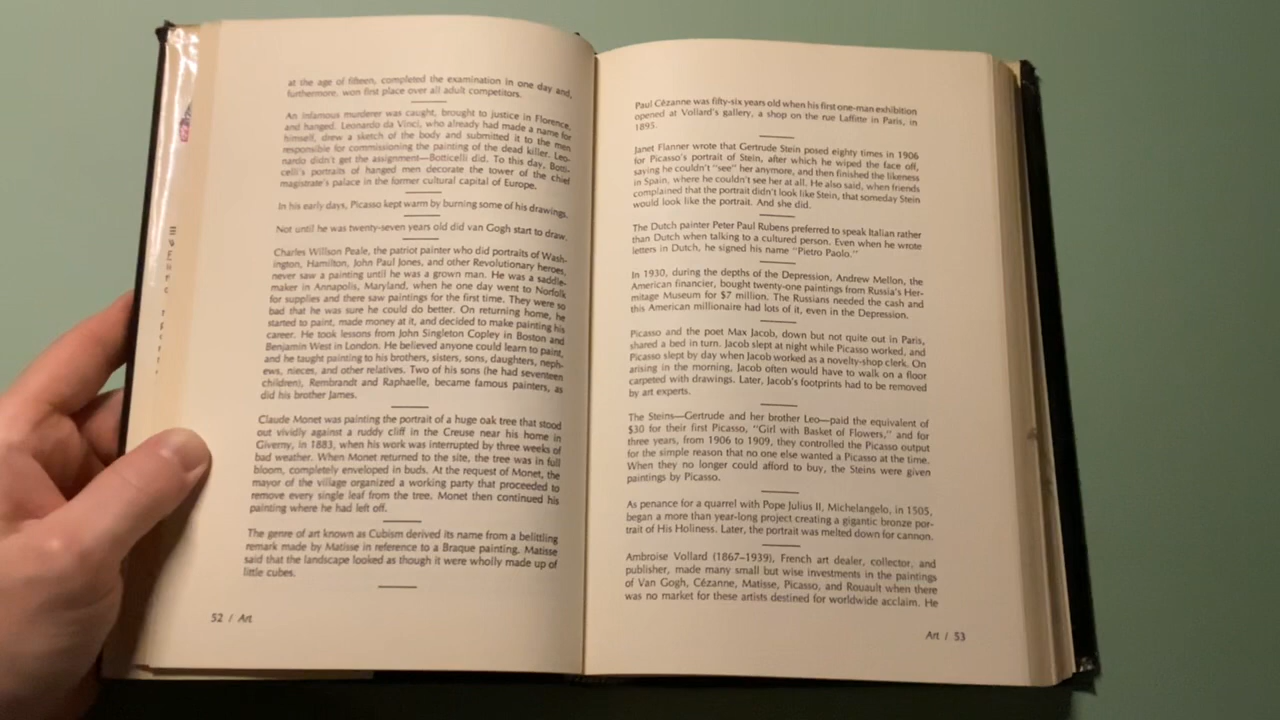 at the age of fifteen, completed the examination in one day and,
furthermore, won first place over all adult competitors.
An infamous murderer was caught, brought to justice in Florence,
and hanged. Leonardo da Vinci, who already had made a name for
himself, drew a sketch of the body and submitted it to the men
responsible for commissioning the painting of the dead killer. Leo-
nardo didn't get the assignment—Botticelli did. To this day, Botti-
celli's portraits of hanged men decorate the tower of the chief
magistrate's palace in the former cultural capital of Europe.
In his early days, Picasso kept warm by burning some of his drawings.
Not until he was twenty-seven years old did van Gogh start to draw.
Charles Willson Peale, the patriot painter who did portraits of Wash-
ington, Hamilton, John Paul Jones, and other Revolutionary heroes,
never saw a painting until he was a grown man. He was a saddle-
maker in Annapolis, Maryland, when he one day went to Norfolk
for supplies and there saw paintings for the first time. They were so
bad that he was sure he could do better. On returning home, he
started to paint, made money at it, and decided to make painting his
career. He took lessons from John Singleton Copley in Boston and
Benjamin West in London. He believed anyone could learn to paint,
and he taught painting to his brothers, sisters, sons, daughters, neph-
ews, nieces, and other relatives. Two of his sons (he had seventeen
children), Rembrandt and Raphaelle, became famous painters, as
did his brother James.
Claude Monet was painting the portrait of a huge oak tree that stood
out vividly against a ruddy cliff in the Creuse near his home in
Giverny, in 1883, when his work was interrupted by three weeks of
bad weather. When Monet returned to the site, the tree was in full
bloom, completely enveloped in buds. At the request of Monet, the
mayor of the village organized a working party that proceeded to
remove every single leaf from the tree. Monet then continued his
painting where he had left off.
The genre of art known as Cubism derived its name from a belittling
remark made by Matisse in reference to a Braque painting. Matisse
said that the landscape looked as though it were wholly made up of
little cubes.
52 / Art
Paul Cézanne was fifty-six years old when his first one-man exhibition
opened at Vollard's gallery, a shop on the rue Laffitte in Paris, in
1895.
Janet Flanner wrote that Gertrude Stein posed eighty times in 1906
for Picasso's portrait of Stein, after which he wiped the face off,
saying he couldn't "see" her anymore, and then finished the likeness
in Spain, where he couldn't see her at all. He also said, when friends
complained that the portrait didn't look like Stein, that someday Stein
would look like the portrait. And she did.
The Dutch painter Peter Paul Rubens preferred to speak Italian rather
than Dutch when talking to a cultured person. Even when he wrote
letters in Dutch, he signed his name "Pietro Paolo."
In 1930, during the depths of the Depression, Andrew Mellon, the
American financier, bought twenty-one paintings from Russia's Her-
mitage Museum for $7 million. The Russians needed the cash and
this American millionaire had lots of it, even in the Depression.
Picasso and the poet Max Jacob, down but not quite out in Paris,
shared a bed in turn. Jacob slept at night while Picasso worked, and
Picasso slept by day when Jacob worked as a novelty-shop clerk. On
arising in the morning, Jacob often would have to walk on a floor
carpeted with drawings. Later, Jacob's footprints had to be removed
by art experts.
The Steins—Gertrude and her brother Leo—paid the equivalent of
$30 for their first Picasso, "Girl with Basket of Flowers," and for
three years, from 1906 to 1909, they controlled the Picasso output
for the simple reason that no one else wanted a Picasso at the time.
When they no longer could afford to buy, the Steins were given
paintings by Picasso.
As penance for a quarrel with Pope Julius II, Michelangelo, in 1505,
began a more than year-long project creating a gigantic bronze por-
trait of His Holiness. Later, the portrait was melted down for cannon.
Ambroise Vollard (1867–1939), French art dealer, collector, and
publisher, made many small but wise investments in the paintings
of Van Gogh, Cézanne, Matisse, Picasso, and Rouault when there
was no market for these artists destined for worldwide acclaim. He
Art / 53